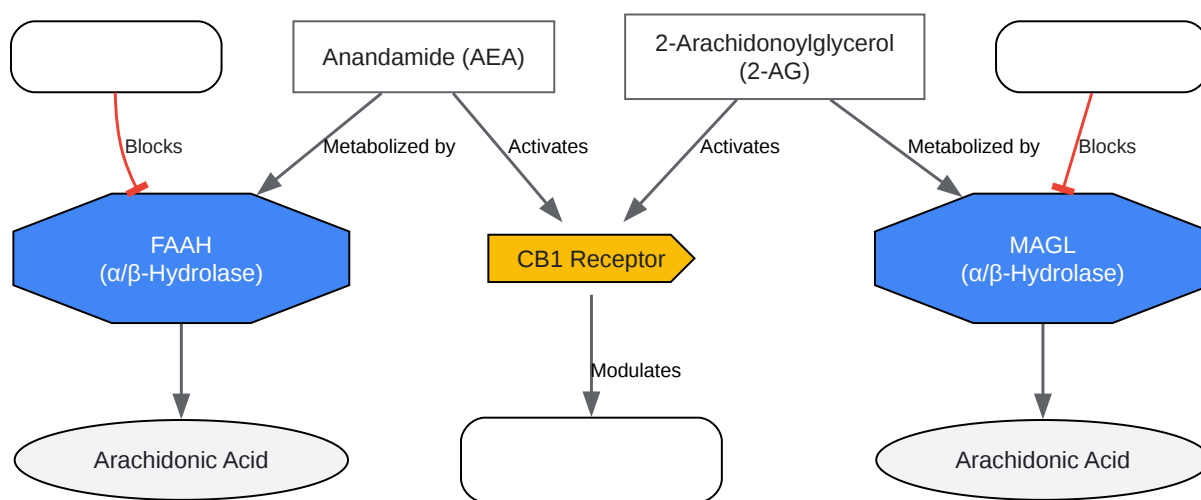 Anandamide (AEA)
2-Arachidonoylglycerol
(2-AG)
Blocks
Metabolized by
Activates
Activates
Metabolized by
Blocks
FAAH
(α/β-Hydrolase)
CB1 Receptor
MAGL
(α/β-Hydrolase)
Modulates
Arachidonic Acid
Arachidonic Acid